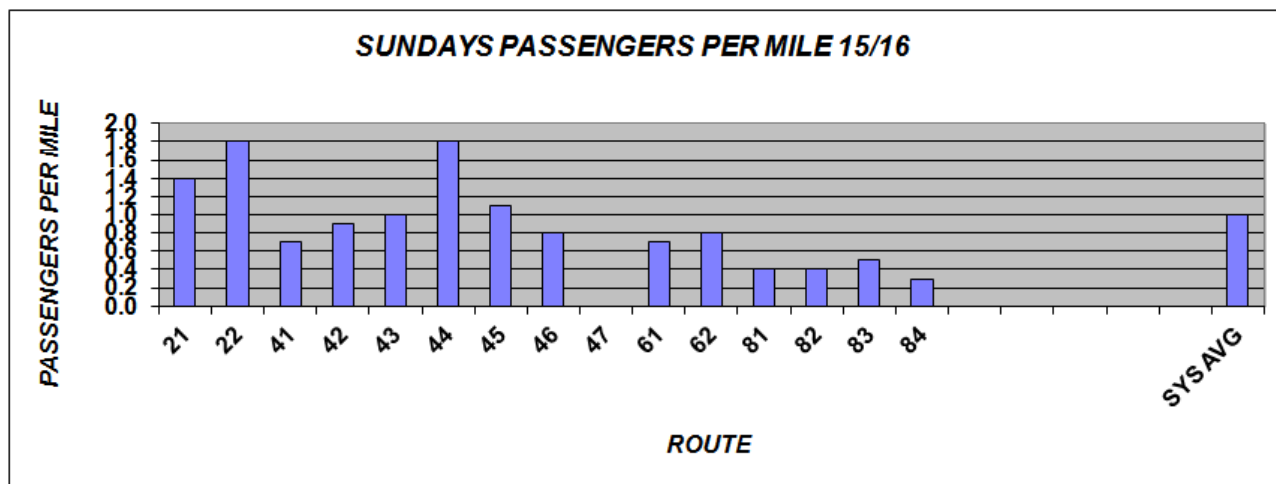 SUNDAYS PASSENGERS PER MILE 15/16
PASSENGERS PER MILE
2.0
1.8
1.6
1.4
1.2
1.0
0.8
0.6
0.4
0.2
0.0
21 22 41 42 43 44 45 46 47 61 62 81 82 83 84 SYS AVG
ROUTE